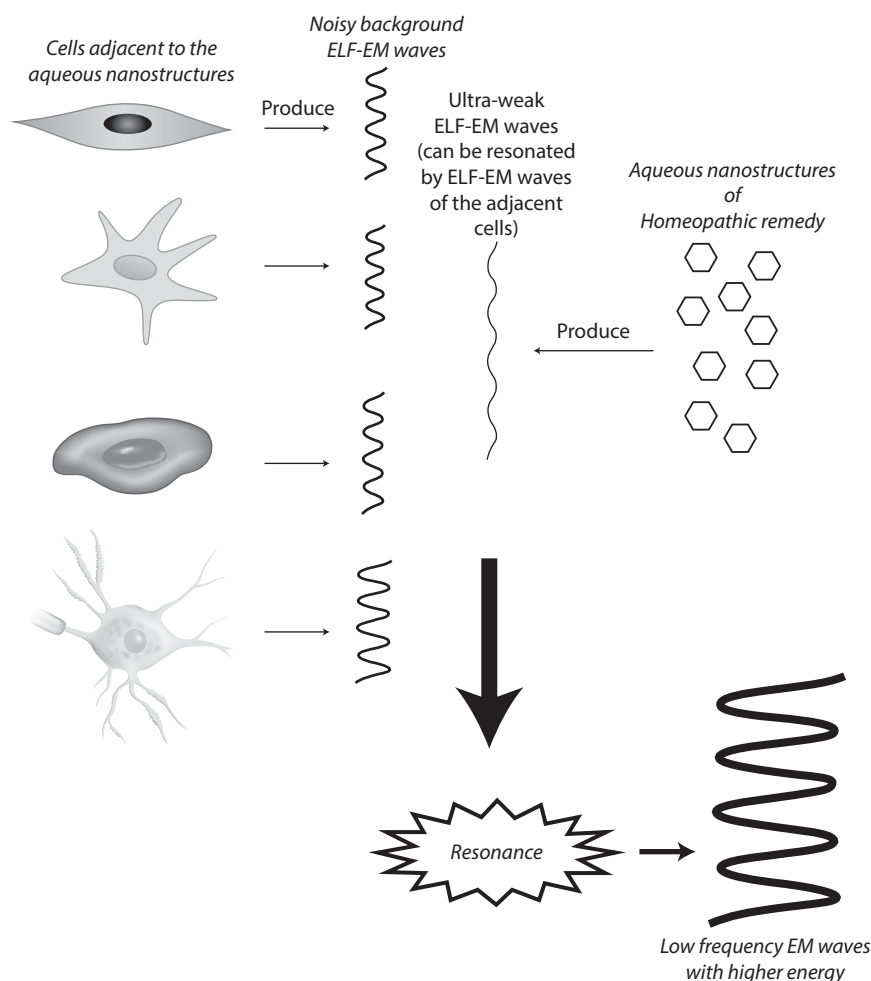 Cells adjacent to the
aqueous nanostructures
Noisy background
ELF-EM waves
Produce
Ultra-weak
ELF-EM waves
(can be resonated
by ELF-EM waves
of the adjacent
cells)
Aqueous nanostructures
of
Homeopathic remedy
Produce
Resonance
Low frequency EM waves
with higher energy